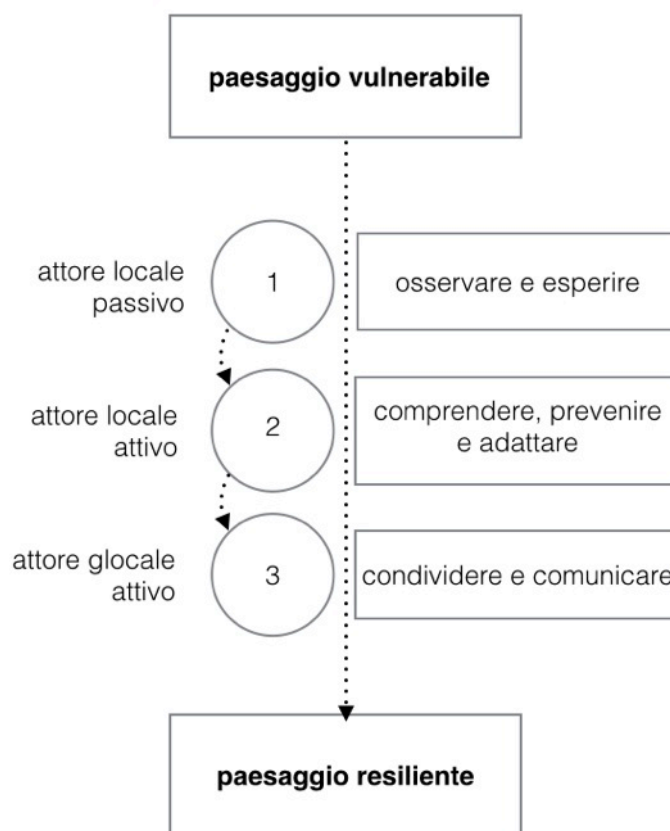 paesaggio vulnerabile
attore locale
passivo
1
osservare e esperire
attore locale
attivo
2
comprendere, prevenire
e adattare
attore glocale
attivo
3
condividere e comunicare
paesaggio resiliente